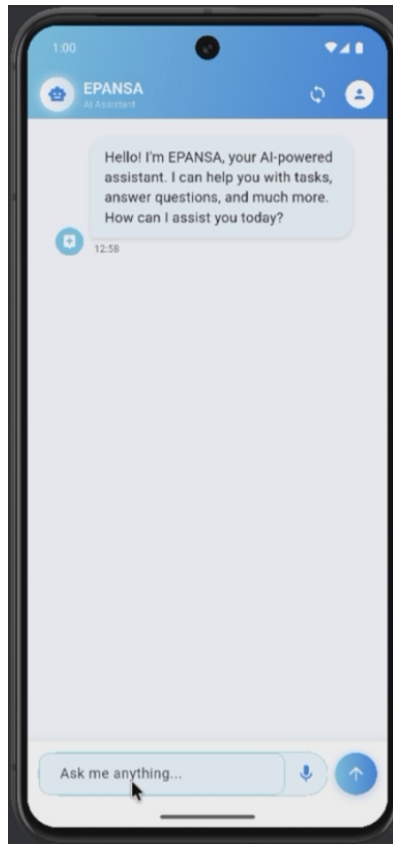 1:00
EPANSA
AI Assistant
Hello! I'm EPANSA, your AI-powered
assistant. I can help you with tasks,
answer questions, and much more.
How can I assist you today?
12:58
Ask me anything...